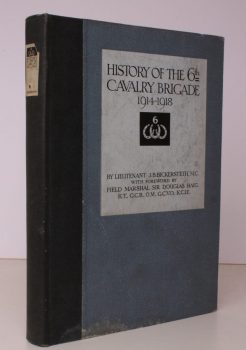 HISTORY OF THE 6th
CAVALRY BRIGADE
1914-1918
6
BY LIEUTENANT J.B. BICKERSTETH, M.C.
WITH FOREWORD BY
FIELD MARSHAL SIR DOUGLAS HAIG
K.T., G.C.B., O.M., G.C.V.O., K.C.I.E.